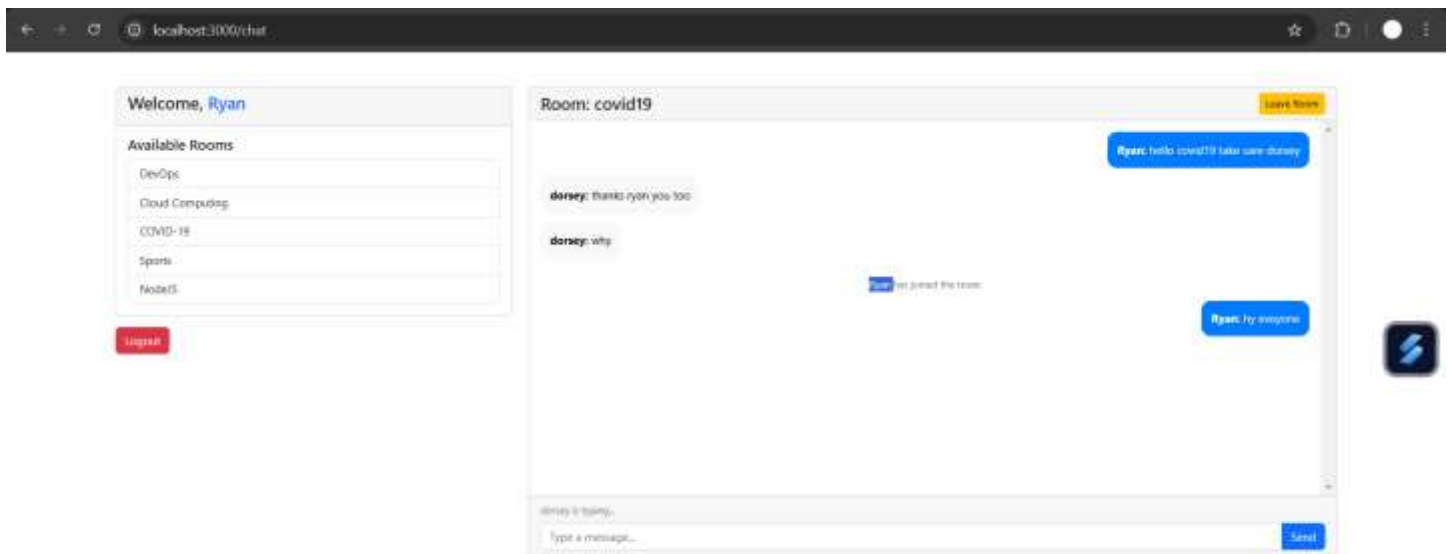 localhost:3000/chat
Welcome, Ryan
Available Rooms
DevOps
Cloud Computing
COVID-19
Sports
NodeJS
Logout
Room: covid19
Leave Room
Ryan: hello covid19 take care dorsey
dorsey: thanks ryan you too
dorsey: why
Ryan has joined the room
Ryan: hy eveyone
dorsey is typing...
Type a message...
Send